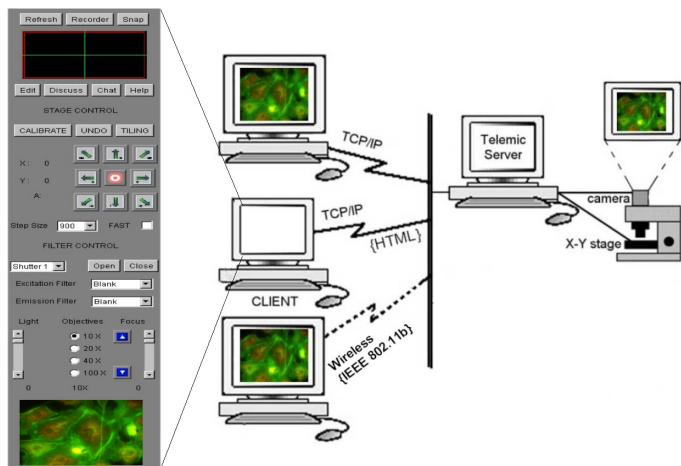 Refresh Recorder Snap
Edit Discuss Chat Help
STAGE CONTROL
CALIBRATE UNDO TILING
X: 0
Y: 0
A:
Step Size 900 FAST
FILTER CONTROL
Shutter 1 Open Close
Excitation Filter Blank
Emission Filter Blank
Light Objectives Focus
10 X
20 X
40 X
100 X
0 10X 0
TCP/IP
TCP/IP
{HTML}
CLIENT
Wireless
{IEEE 802.11b}
Telemic
Server
camera
X-Y stage